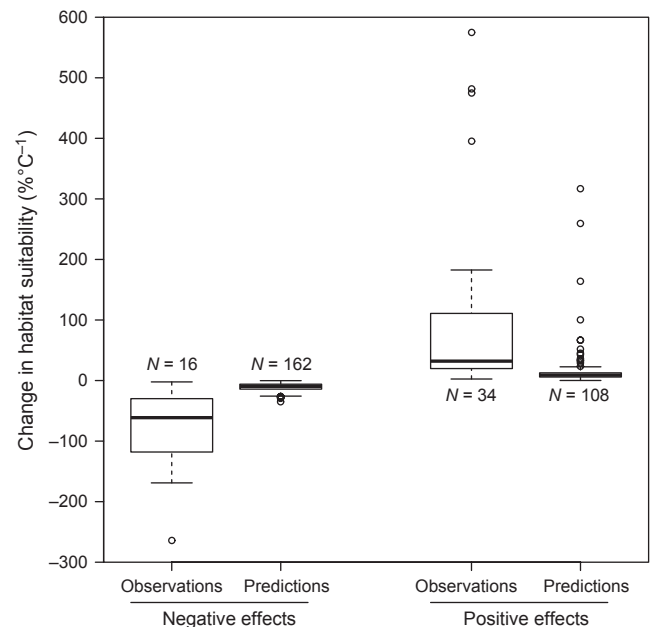 Change in habitat suitability (%°C–1)
600
500
400
300
200
100
0
–100
–200
–300
N = 16
N = 162
N = 34
N = 108
Observations
Predictions
Observations
Predictions
Negative effects
Positive effects